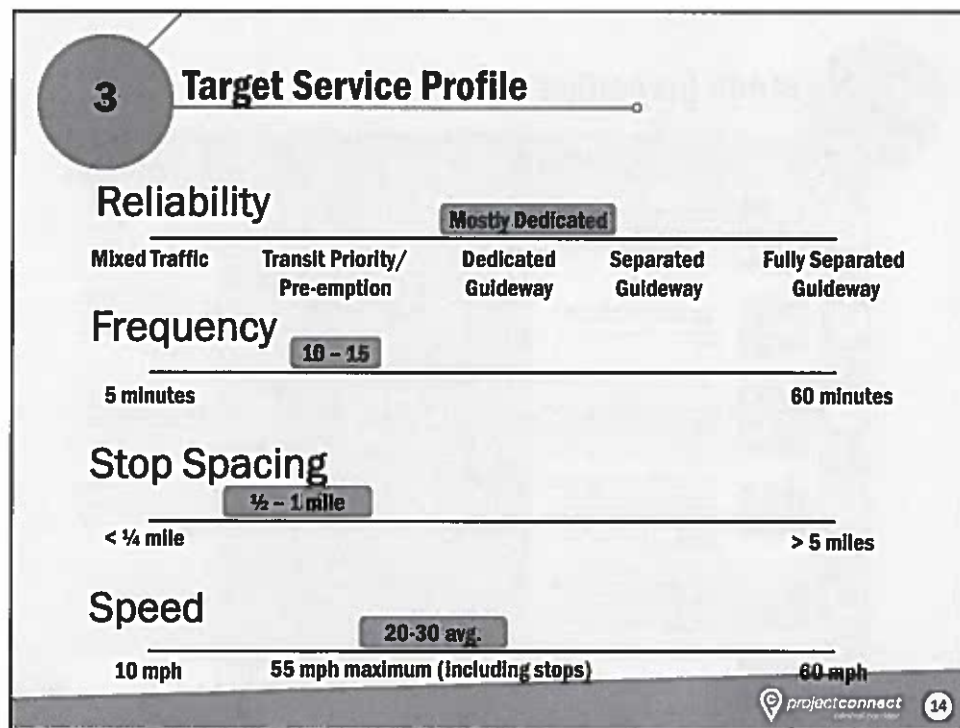 3
Target Service Profile
Reliability
Mostly Dedicated
Mixed Traffic
Transit Priority/
Pre-emption
Dedicated
Guideway
Separated
Guideway
Fully Separated
Guideway
Frequency
10 – 15
5 minutes
60 minutes
Stop Spacing
½ – 1 mile
< ¼ mile
> 5 miles
Speed
20-30 avg.
10 mph
55 mph maximum (including stops)
60 mph
projectconnect
14